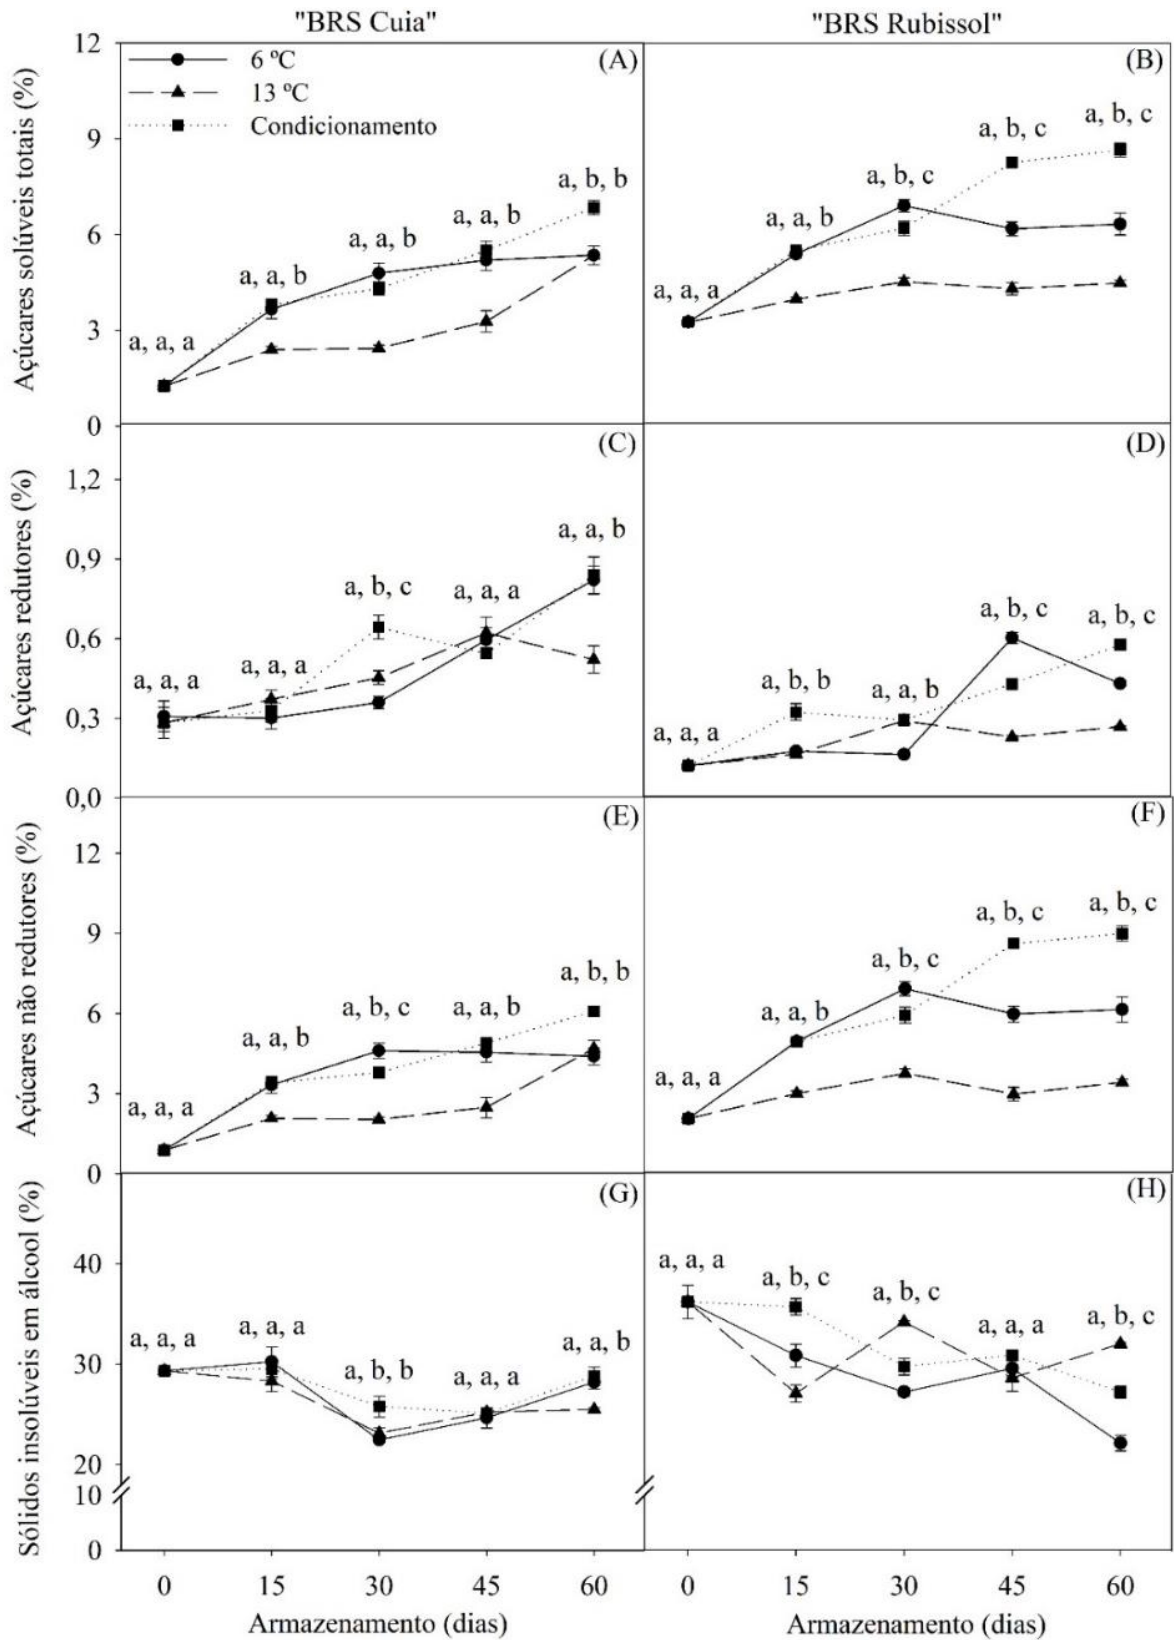 "BRS Cuia"
"BRS Rubissol"
Açúcares solúveis totais (%)
12
9
6
3
0
6 ºC
13 ºC
Condicionamento
(A)
a, a, a
a, a, b
a, a, b
a, a, b
a, b, b
(B)
a, a, a
a, a, b
a, b, c
a, b, c
a, b, c
Açúcares redutores (%)
1,2
0,9
0,6
0,3
0,0
(C)
a, a, a
a, a, a
a, b, c
a, a, a
a, a, b
(D)
a, a, a
a, b, b
a, a, b
a, b, c
a, b, c
Açúcares não redutores (%)
12
9
6
3
0
(E)
a, a, a
a, a, b
a, b, c
a, a, b
a, b, b
(F)
a, a, a
a, a, b
a, b, c
a, b, c
a, b, c
Sólidos insolúveis em álcool (%)
40
30
20
10
0
(G)
a, a, a
a, a, a
a, b, b
a, a, a
a, a, b
(H)
a, a, a
a, b, c
a, b, c
a, a, a
a, b, c
0 15 30 45 60
0 15 30 45 60
Armazenamento (dias)
Armazenamento (dias)